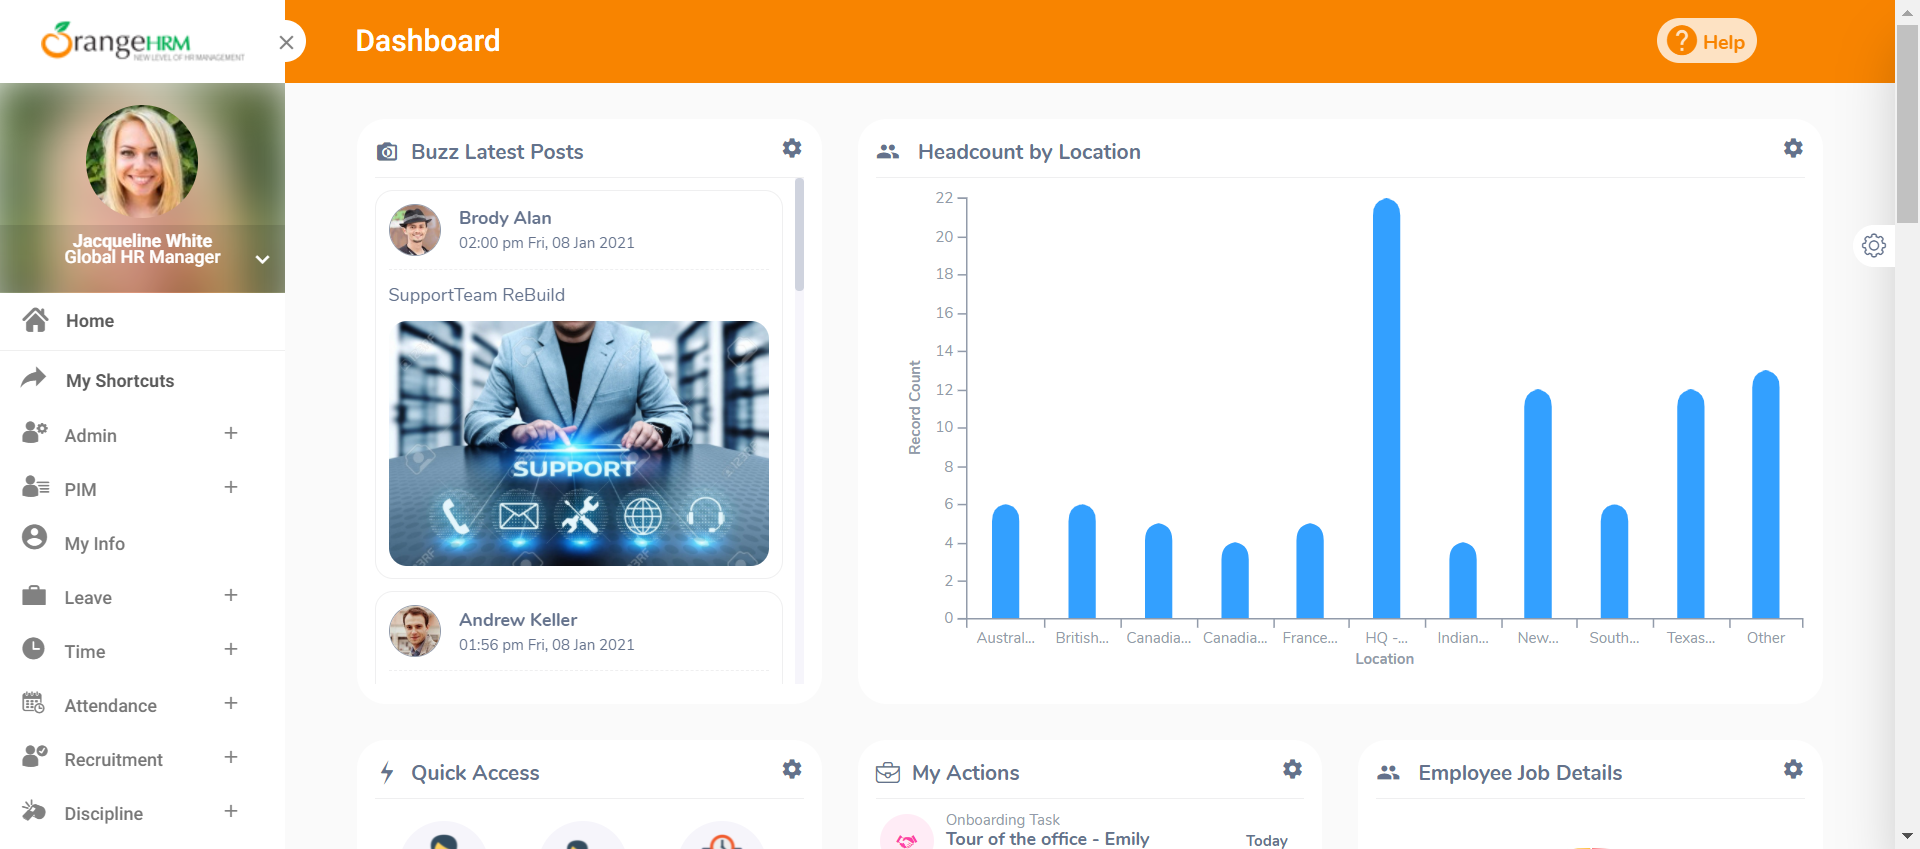 OrangeHRM
NEW LEVEL OF HR MANAGEMENT
Dashboard
? Help
Jacqueline White
Global HR Manager
Home
My Shortcuts
Admin +
PIM +
My Info
Leave +
Time +
Attendance +
Recruitment +
Discipline +
Buzz Latest Posts
Brody Alan
02:00 pm Fri, 08 Jan 2021
SupportTeam ReBuild
SUPPORT
Andrew Keller
01:56 pm Fri, 08 Jan 2021
Headcount by Location
22
20
18
16
14
12
10
8
6
4
2
0
Record Count
Austral... British... Canadia... Canadia... France... HQ -... Indian... New... South... Texas... Other
Location
Quick Access
My Actions
Onboarding Task
Tour of the office - Emily Today
Employee Job Details